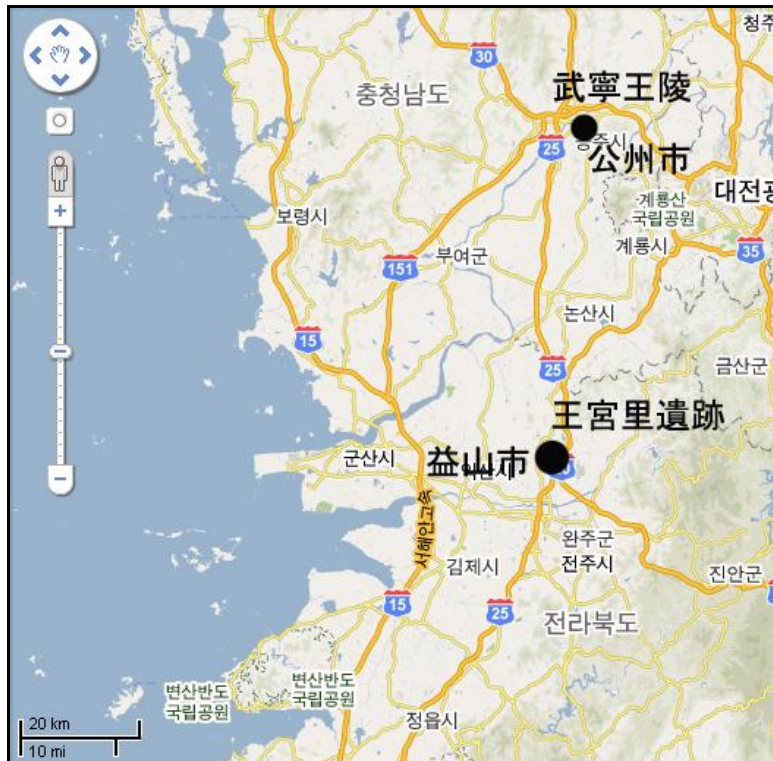 청주
30
충청남도
武寧王陵
25
공주시
公州市
계룡산
국립공원
대전광
보령시
151
부여군
계룡시
35
논산시
15
25
금산군
王宮里遺跡
군산시
益山市
익산시
서해안고속
완주군
전주시
김제시
진안군
15
25
전라북도
변산반도
국립공원
변산반도
국립공원
정읍시
20 km
10 mi